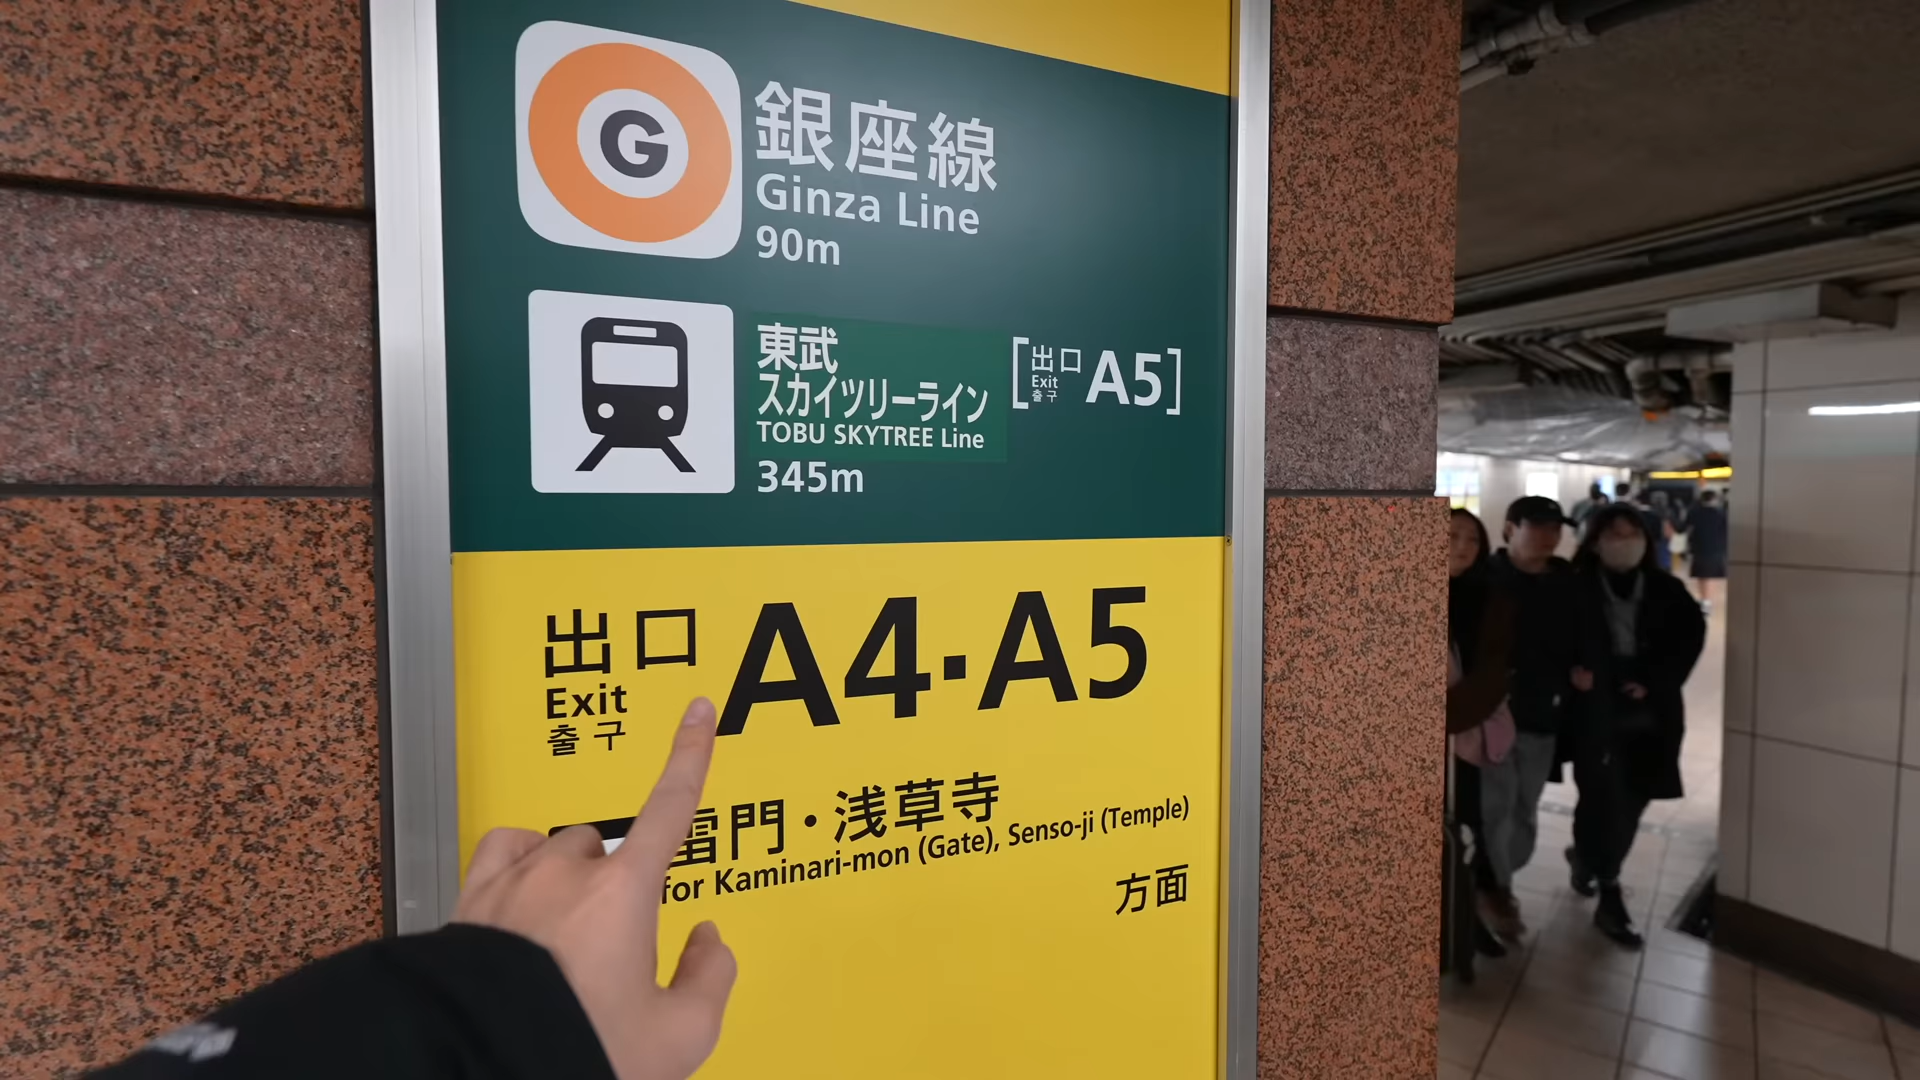 G
銀座線
Ginza Line
90m
東武
スカイツリーライン
TOBU SKYTREE Line
345m
[出口
Exit
출구
A5]
出口
Exit
출구
A4·A5
雷門・浅草寺
for Kaminari-mon (Gate), Senso-ji (Temple)
方面